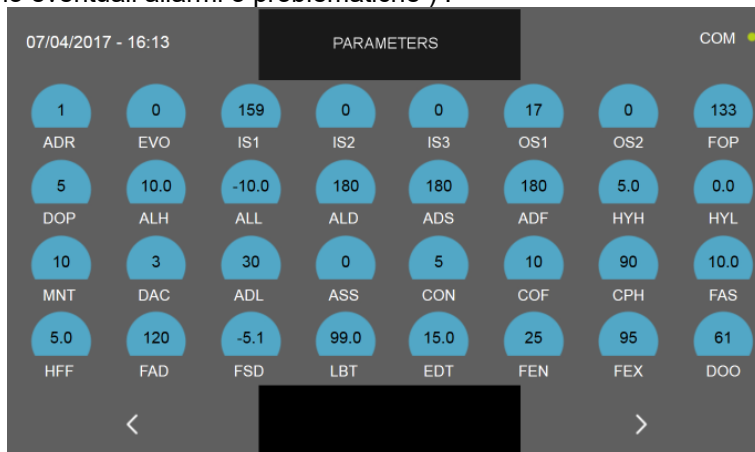 le eventuali allarmi e problematiche ) .
07/04/2017 - 16:13 PARAMETERS COM
1 0 159 0 0 17 0 133
ADR EVO IS1 IS2 IS3 OS1 OS2 FOP
5 10.0 -10.0 180 180 180 5.0 0.0
DOP ALH ALL ALD ADS ADF HYH HYL
10 3 30 0 5 10 90 10.0
MNT DAC ADL ASS CON COF CPH FAS
5.0 120 -5.1 99.0 15.0 25 95 61
HFF FAD FSD LBT EDT FEN FEX DOO